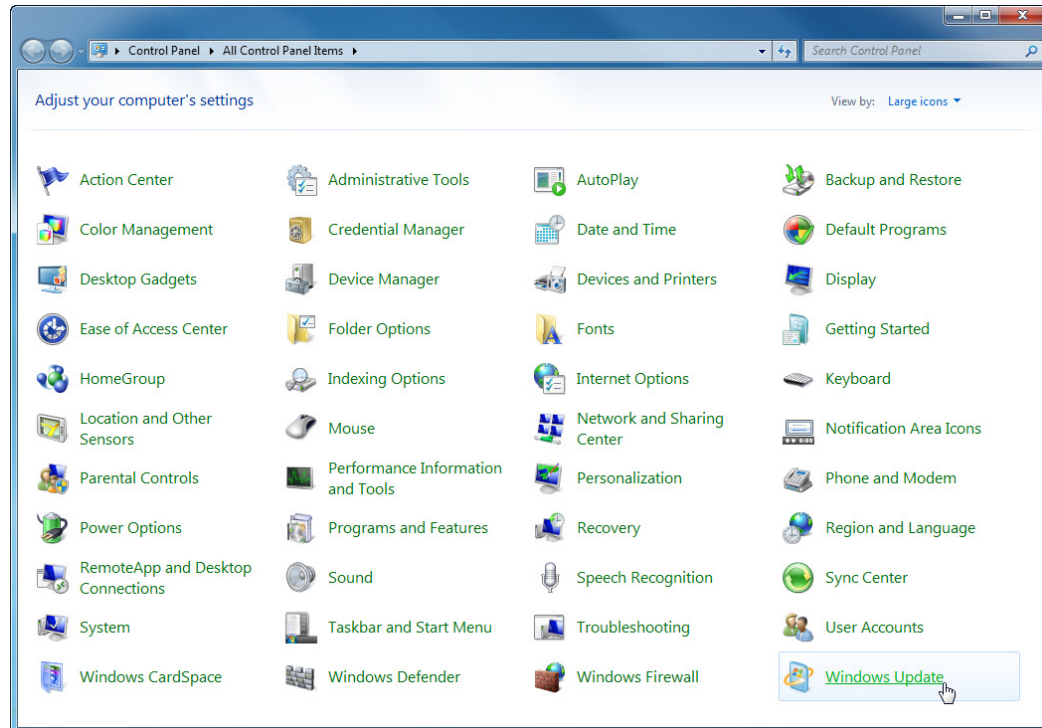 Control Panel All Control Panel Items Search Control Panel
Adjust your computer's settings View by: Large icons
Action Center Administrative Tools AutoPlay Backup and Restore
Color Management Credential Manager Date and Time Default Programs
Desktop Gadgets Device Manager Devices and Printers Display
Ease of Access Center Folder Options Fonts Getting Started
HomeGroup Indexing Options Internet Options Keyboard
Location and Other
Sensors
Mouse
Network and Sharing
Center
Notification Area Icons
Parental Controls
Performance Information
and Tools
Personalization
Phone and Modem
Power Options Programs and Features Recovery Region and Language
RemoteApp and Desktop
Connections
Sound
Speech Recognition
Sync Center
System Taskbar and Start Menu Troubleshooting User Accounts
Windows CardSpace Windows Defender Windows Firewall Windows Update